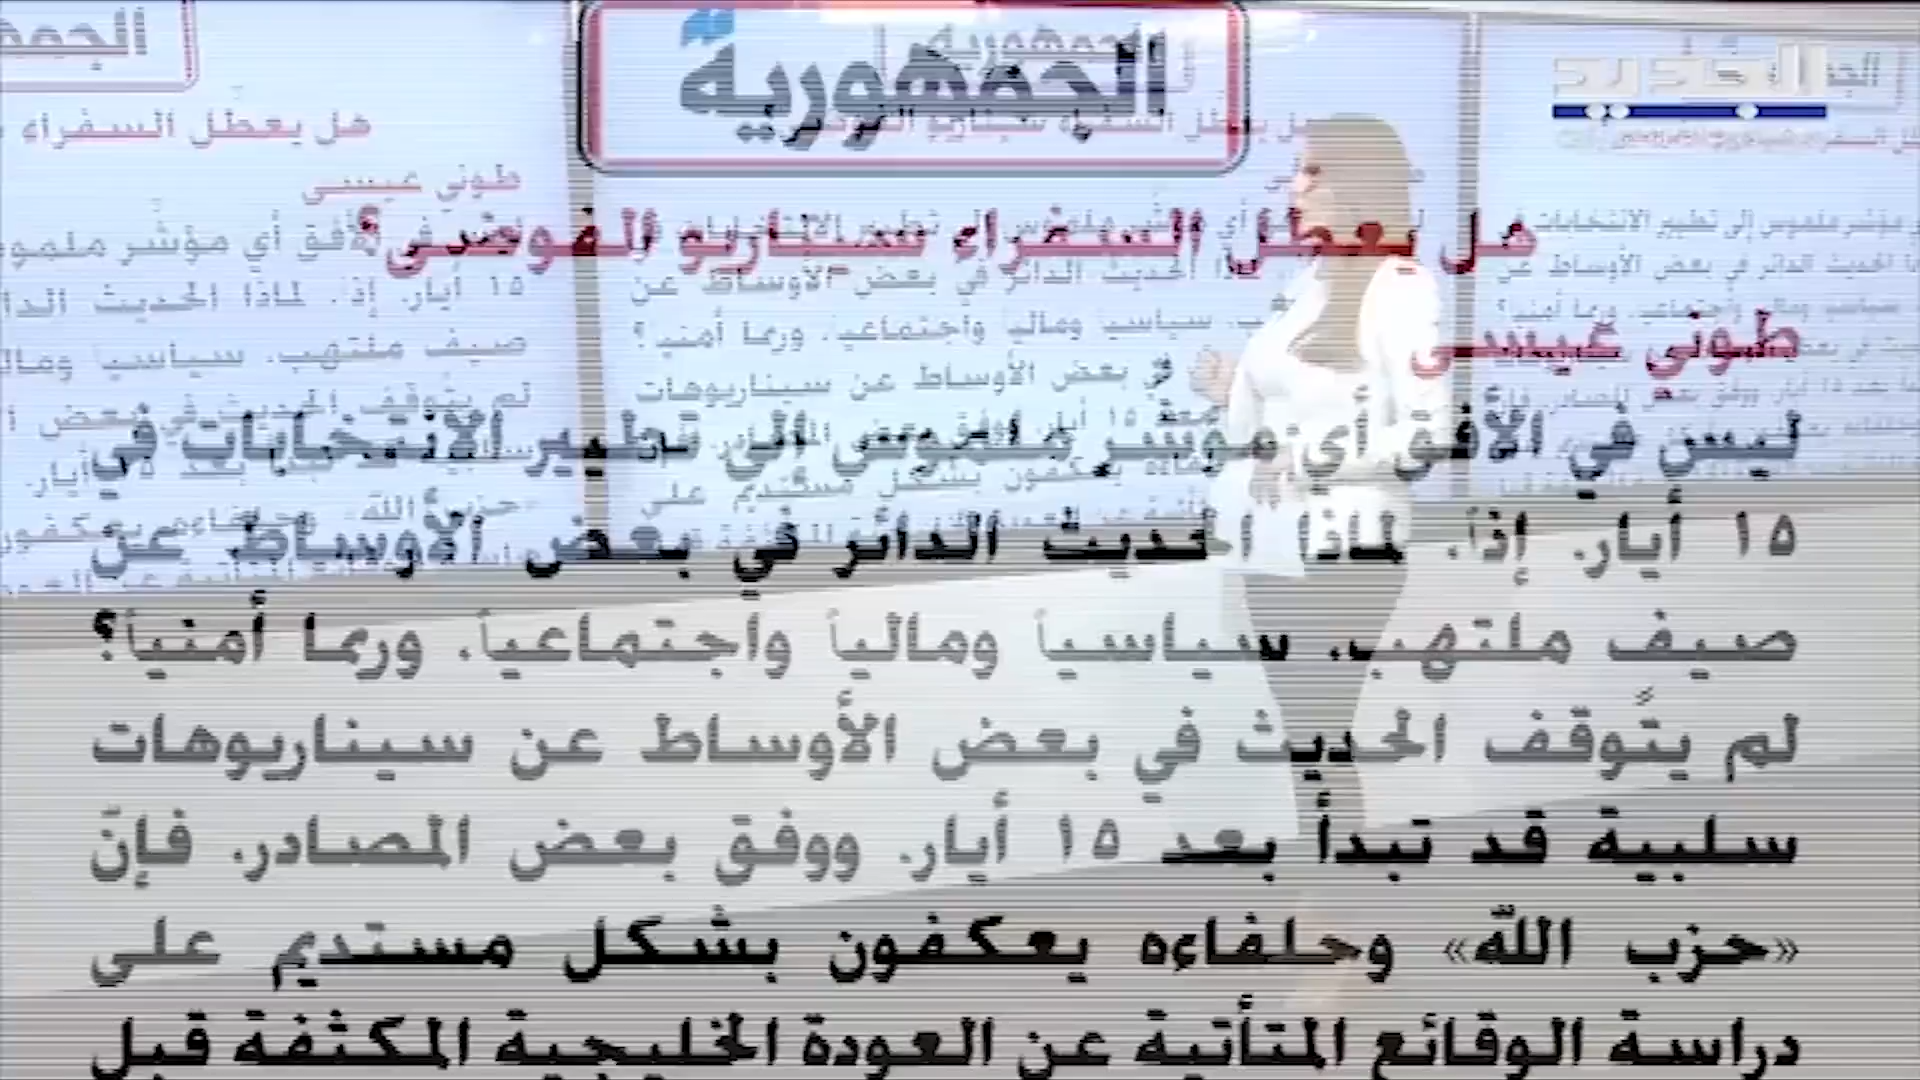 الجمهورية
الجديد
هل يعطل السفراء سيناريو الفوضى؟
طوني عيسى
ليس في الأفق أي مؤشر ملموس إلى تطيير الانتخابات في
١٥ أيار. إذاً، لماذا الحديث الدائر في بعض الأوساط عن
صيف ملتهب، سياسياً ومالياً واجتماعياً، وربما أمنياً؟
لم يتوقف الحديث في بعض الأوساط عن سيناريوهات
سلبية قد تبدأ بعد ١٥ أيار. ووفق بعض المصادر، فإنّ
«حزب اللّه» وحلفاءه يعكفون بشكل مستديم على
دراسة الوقائع المتأتية عن العودة الخليجية المكثفة قبل